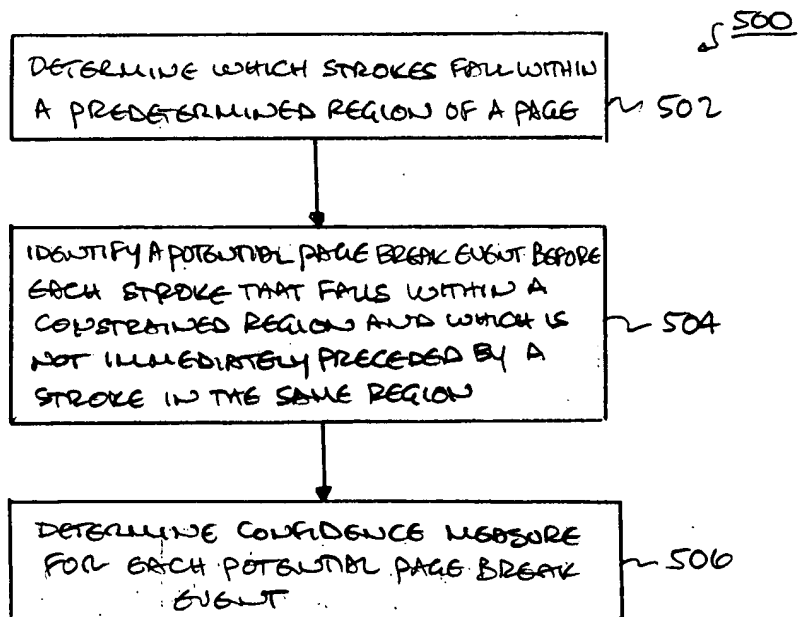 500
DETERMINE WHICH STROKES FALL WITHIN
A PREDETERMINED REGION OF A PAGE
502
IDENTIFY A POTENTIAL PAGE BREAK EVENT BEFORE
EACH STROKE THAT FALLS WITHIN A
CONSTRAINED REGION AND WHICH IS
NOT IMMEDIATELY PRECEDED BY A
STROKE IN THE SAME REGION
504
DETERMINE CONFIDENCE MEASURE
FOR EACH POTENTIAL PAGE BREAK
EVENT
506